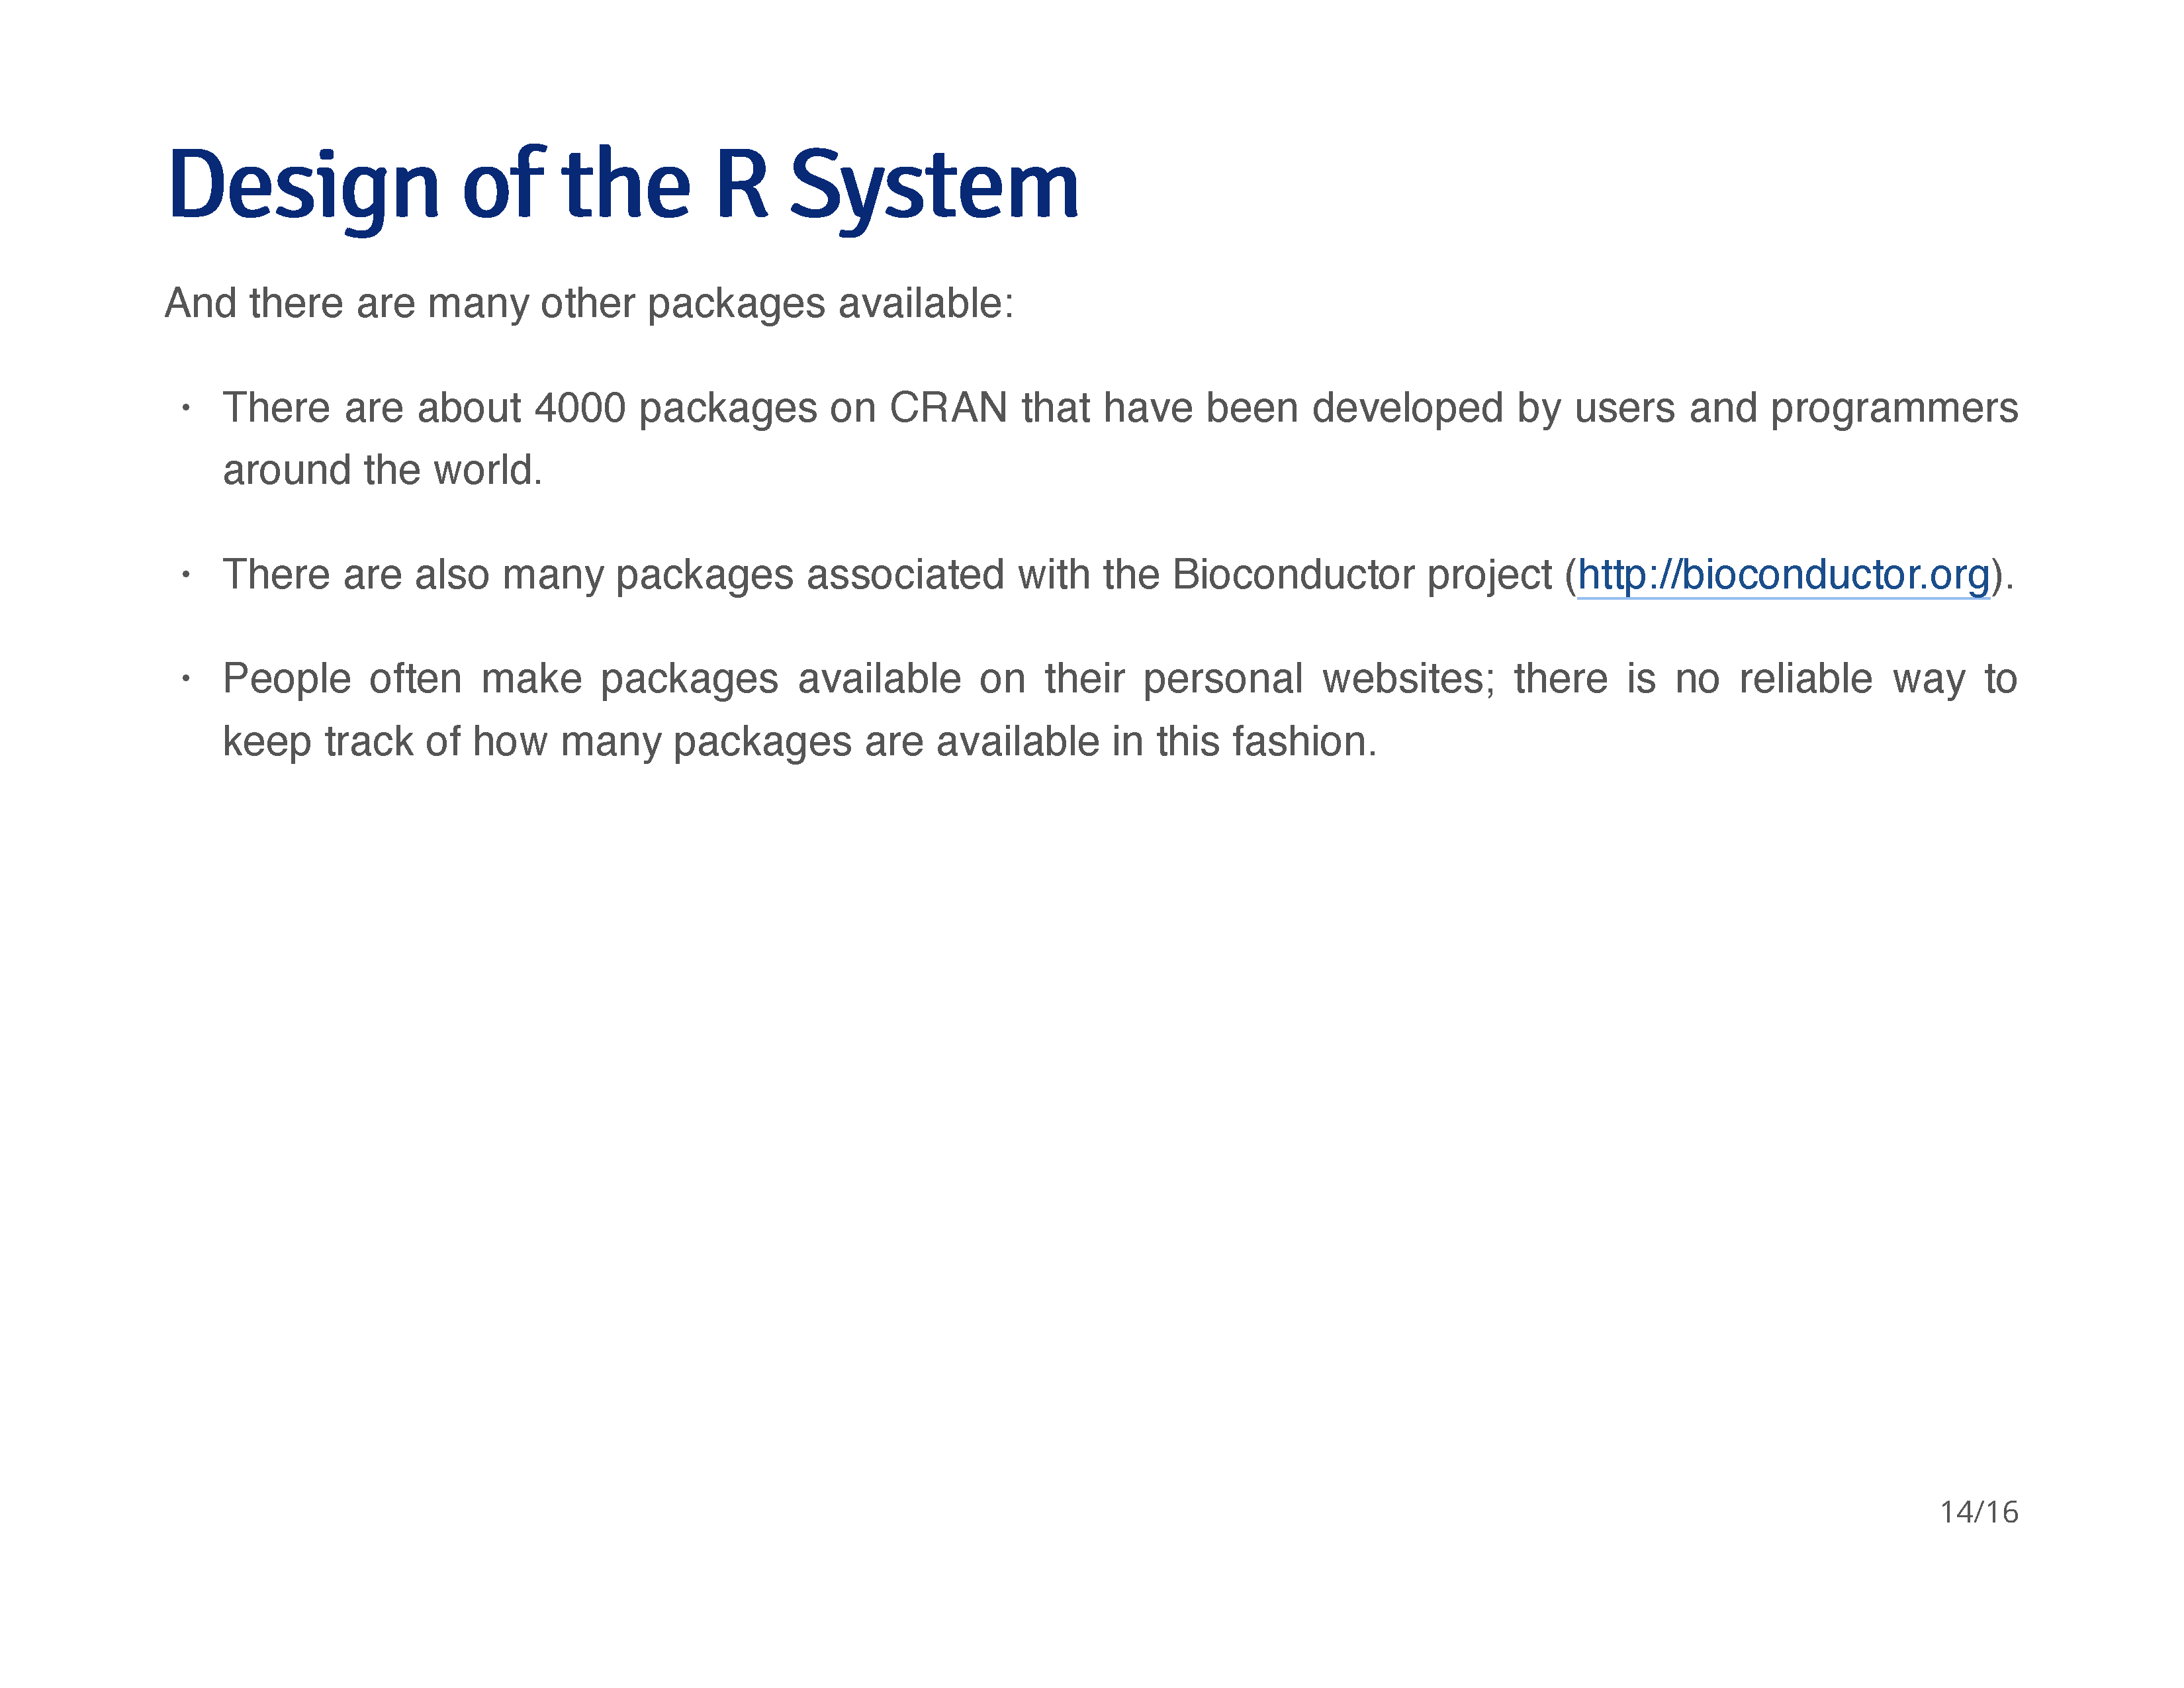 Design of the R System
And there are many other packages available:
· There are about 4000 packages on CRAN that have been developed by users and programmers
around the world.
· There are also many packages associated with the Bioconductor project (http://bioconductor.org).
· People often make packages available on their personal websites; there is no reliable way to
keep track of how many packages are available in this fashion.
14/16